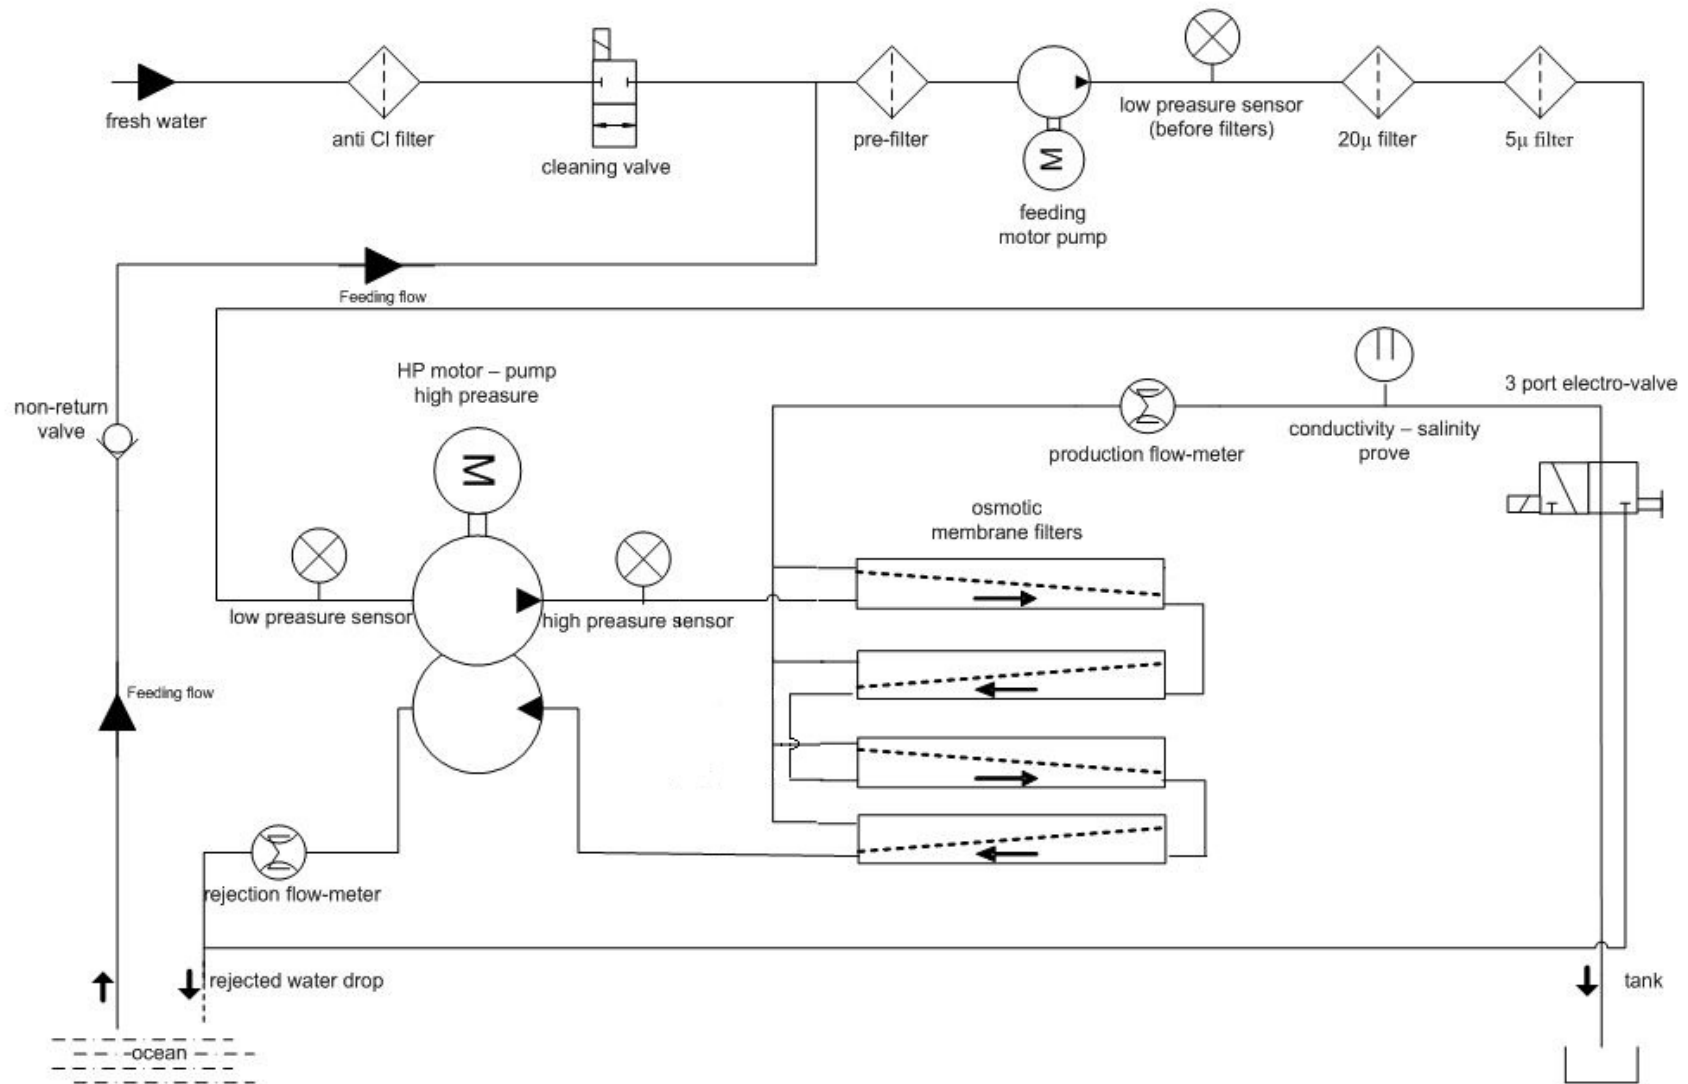 fresh water
anti Cl filter
cleaning valve
pre-filter
M
feeding
motor pump
low preasure sensor
(before filters)
20µ filter
5µ filter
Feeding flow
non-return
valve
HP motor – pump
high preasure
M
low preasure sensor
high preasure sensor
production flow-meter
conductivity – salinity
prove
3 port electro-valve
osmotic
membrane filters
Feeding flow
rejection flow-meter
rejected water drop
tank
ocean